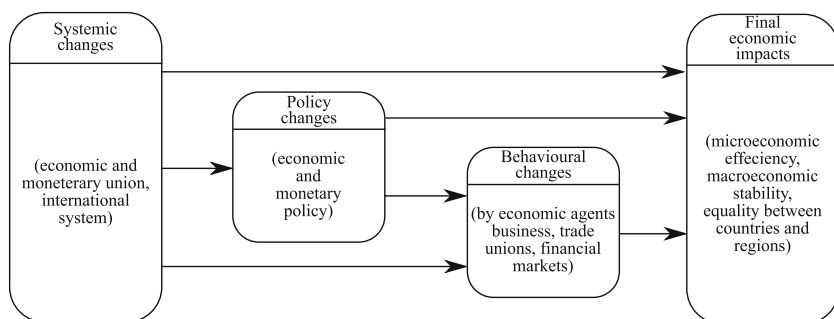 Systemic
changes
(economic and
moneterary union,
international
system)
Policy
changes
(economic
and
monetary
policy)
Behavioural
changes
(by economic agents
business, trade
unions, financial
markets)
Final
economic
impacts
(microeconomic
effeciency,
macroeconomic
stability,
equality between
countries and
regions)